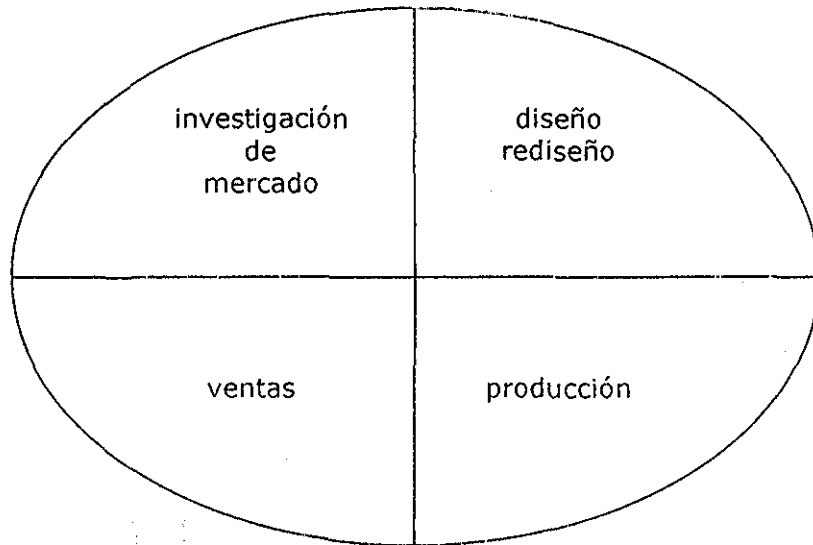 investigación
de
mercado
diseño
rediseño
ventas
producción